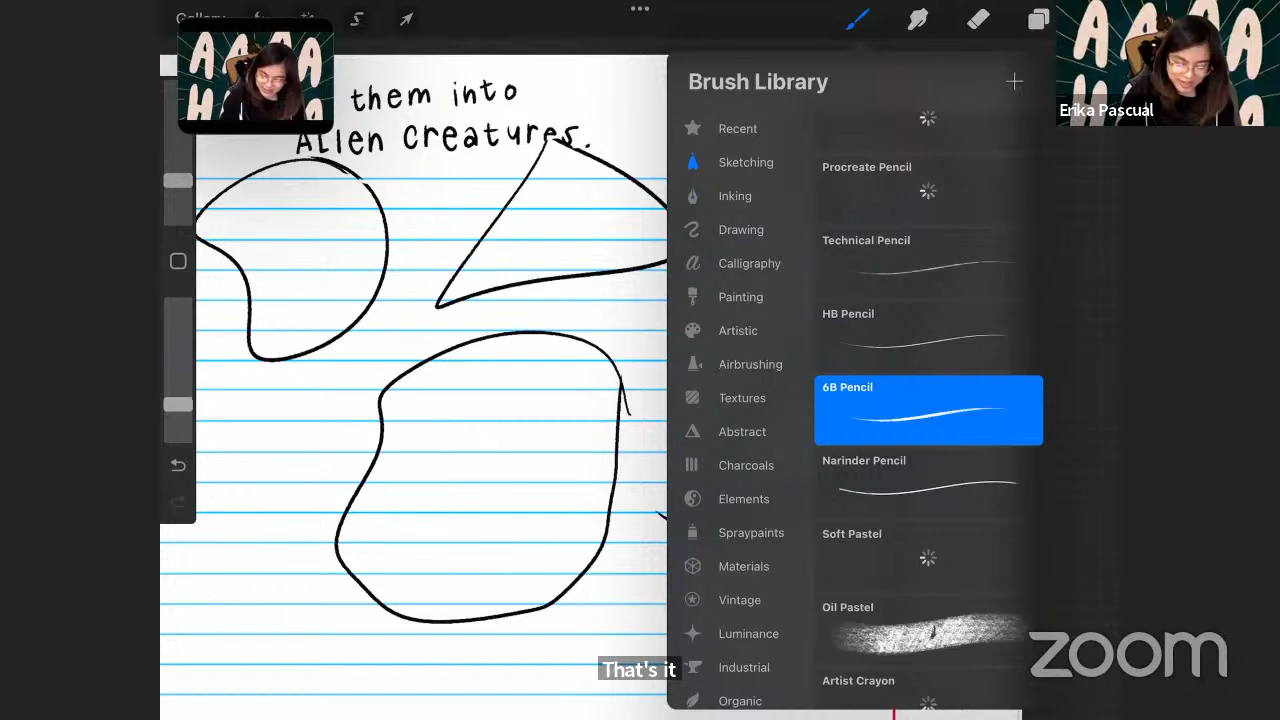 Gallery
A A A A
H
them into
Alien Creatures.
Brush Library
Recent
Sketching
Inking
Drawing
Calligraphy
Painting
Artistic
Airbrushing
Textures
Abstract
Charcoals
Elements
Spraypaints
Materials
Vintage
Luminance
Industrial
Organic
Procreate Pencil
Technical Pencil
HB Pencil
6B Pencil
Narinder Pencil
Soft Pastel
Oil Pastel
Artist Crayon
Erika Pascual
That's it
zoom